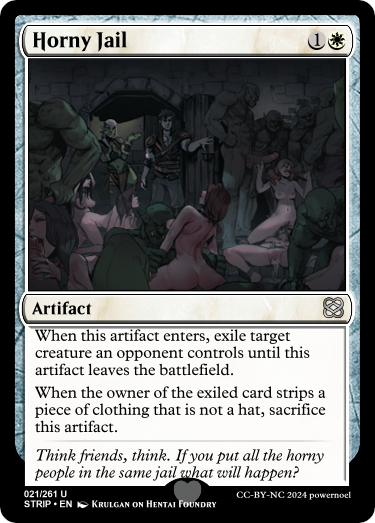 Horny Jail 1
Artifact
When this artifact enters, exile target
creature an opponent controls until this
artifact leaves the battlefield.
When the owner of the exiled card strips a
piece of clothing that is not a hat, sacrifice
this artifact.
Think friends, think. If you put all the horny
people in the same jail what will happen?
021/261 U
STRIP • EN Krulgan on Hentai Foundry
CC-BY-NC 2024 powernoel